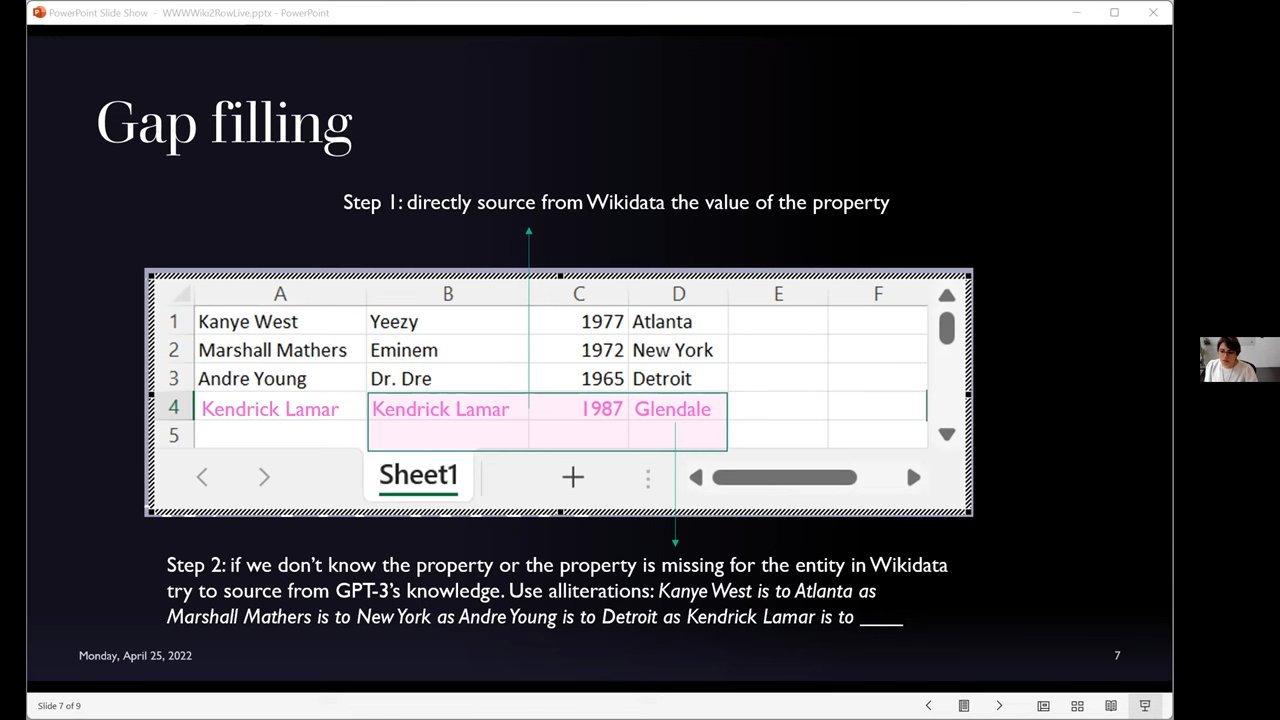 PowerPoint Slide Show - WWWWiki2RowLive.pptx - PowerPoint
Gap filling
Step 1: directly source from Wikidata the value of the property
A B C D E F
1 Kanye West Yeezy 1977 Atlanta
2 Marshall Mathers Eminem 1972 New York
3 Andre Young Dr. Dre 1965 Detroit
4 Kendrick Lamar Kendrick Lamar 1987 Glendale
5
Sheet1
Step 2: if we don't know the property or the property is missing for the entity in Wikidata
try to source from GPT-3's knowledge. Use alliterations: Kanye West is to Atlanta as
Marshall Mathers is to New York as Andre Young is to Detroit as Kendrick Lamar is to ____
Monday, April 25, 2022 7
Slide 7 of 9